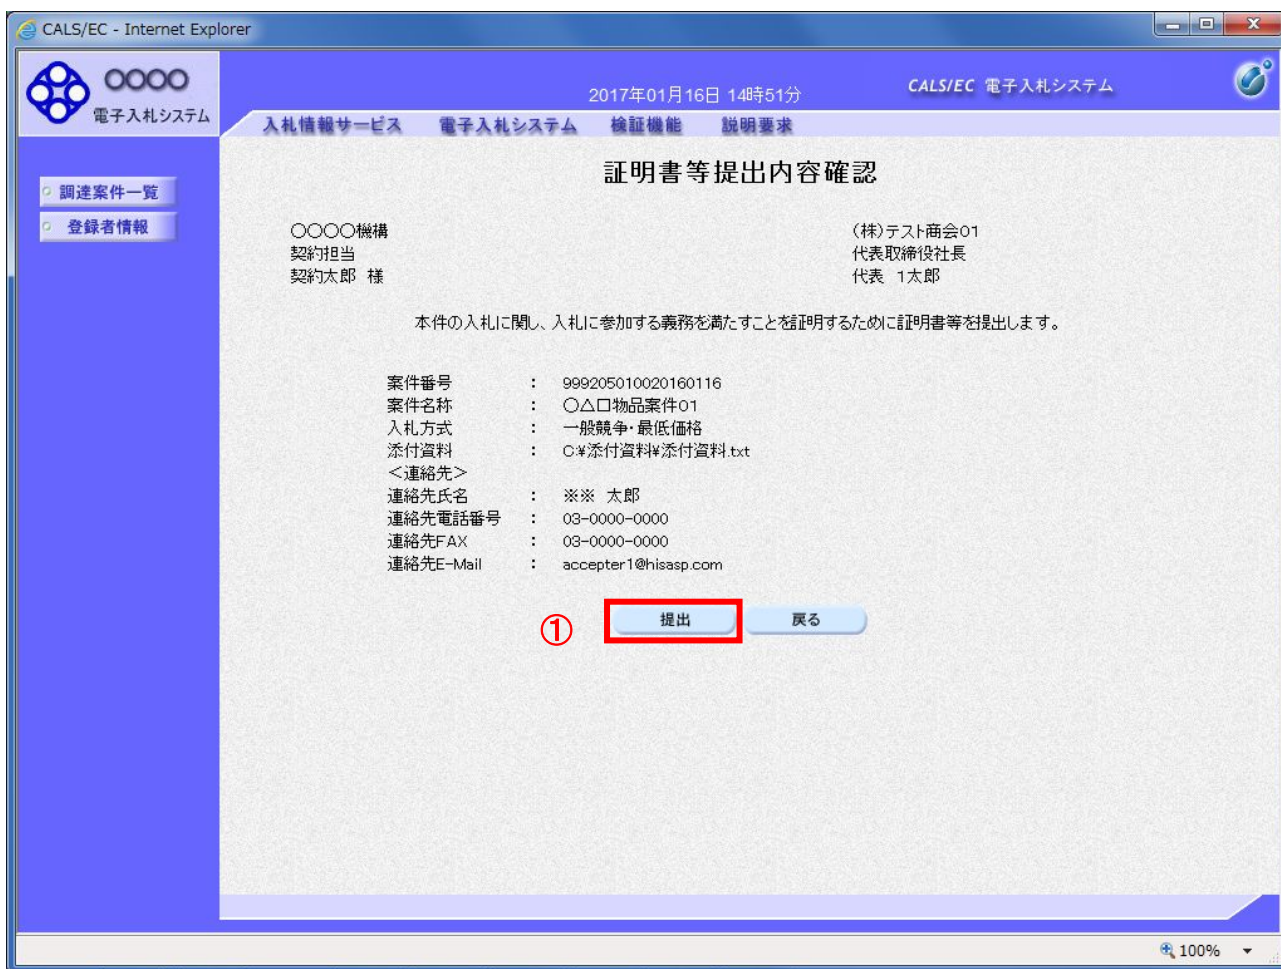 CALS/EC - Internet Explorer
OOOO
電子入札システム
2017年01月16日 14時51分
CALS/EC 電子入札システム
入札情報サービス 電子入札システム 検証機能 説明要求
調達案件一覧
登録者情報
証明書等提出内容確認
〇〇〇〇機構
契約担当
契約太郎 様
(株)テスト商会01
代表取締役社長
代表 1太郎
本件の入札に関し、入札に参加する義務を満たすことを証明するために証明書等を提出します。
案件番号 : 999205010020160116
案件名称 : 〇△口物品案件01
入札方式 : 一般競争・最低価格
添付資料 : C:¥添付資料¥添付資料.txt
<連絡先>
連絡先氏名 : ※※ 太郎
連絡先電話番号 : 03-0000-0000
連絡先FAX : 03-0000-0000
連絡先E-Mail : accepter1@hisasp.com
① 提出 戻る
100%